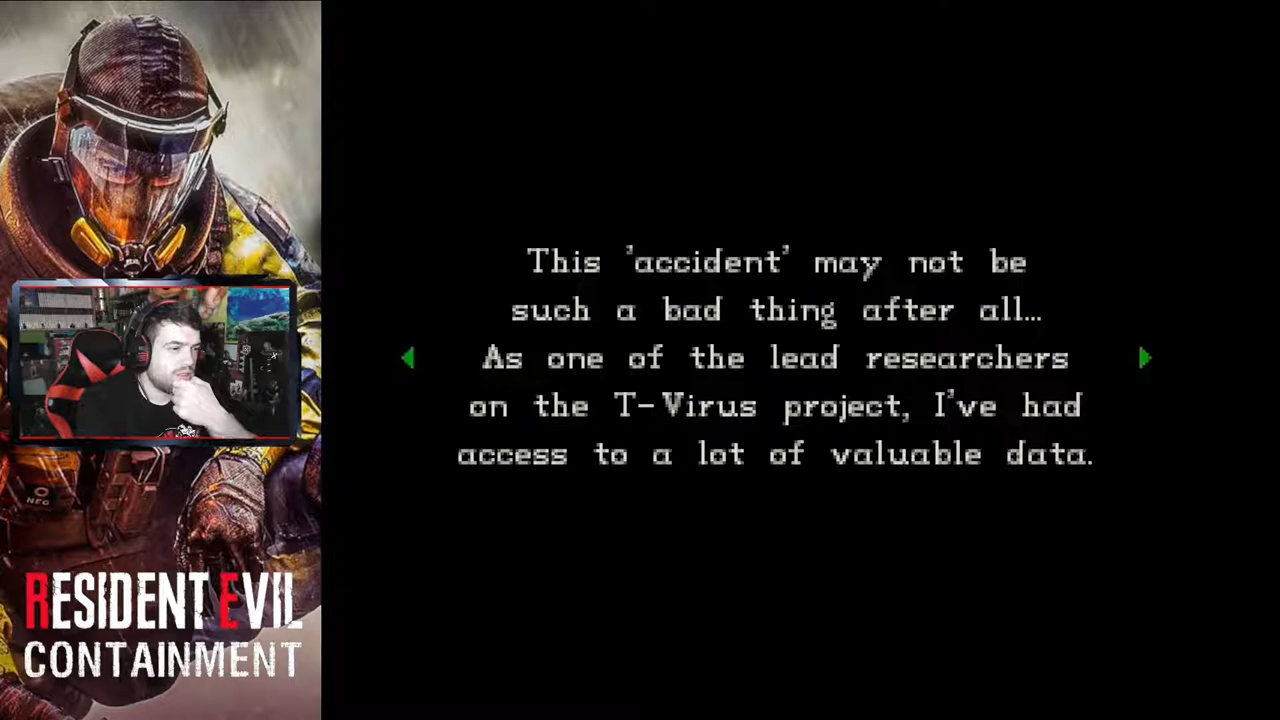 This 'accident' may not be
such a bad thing after all...
As one of the lead researchers
on the T-Virus project, I've had
access to a lot of valuable data.
NEG
RESIDENT EVIL
CONTAINMENT